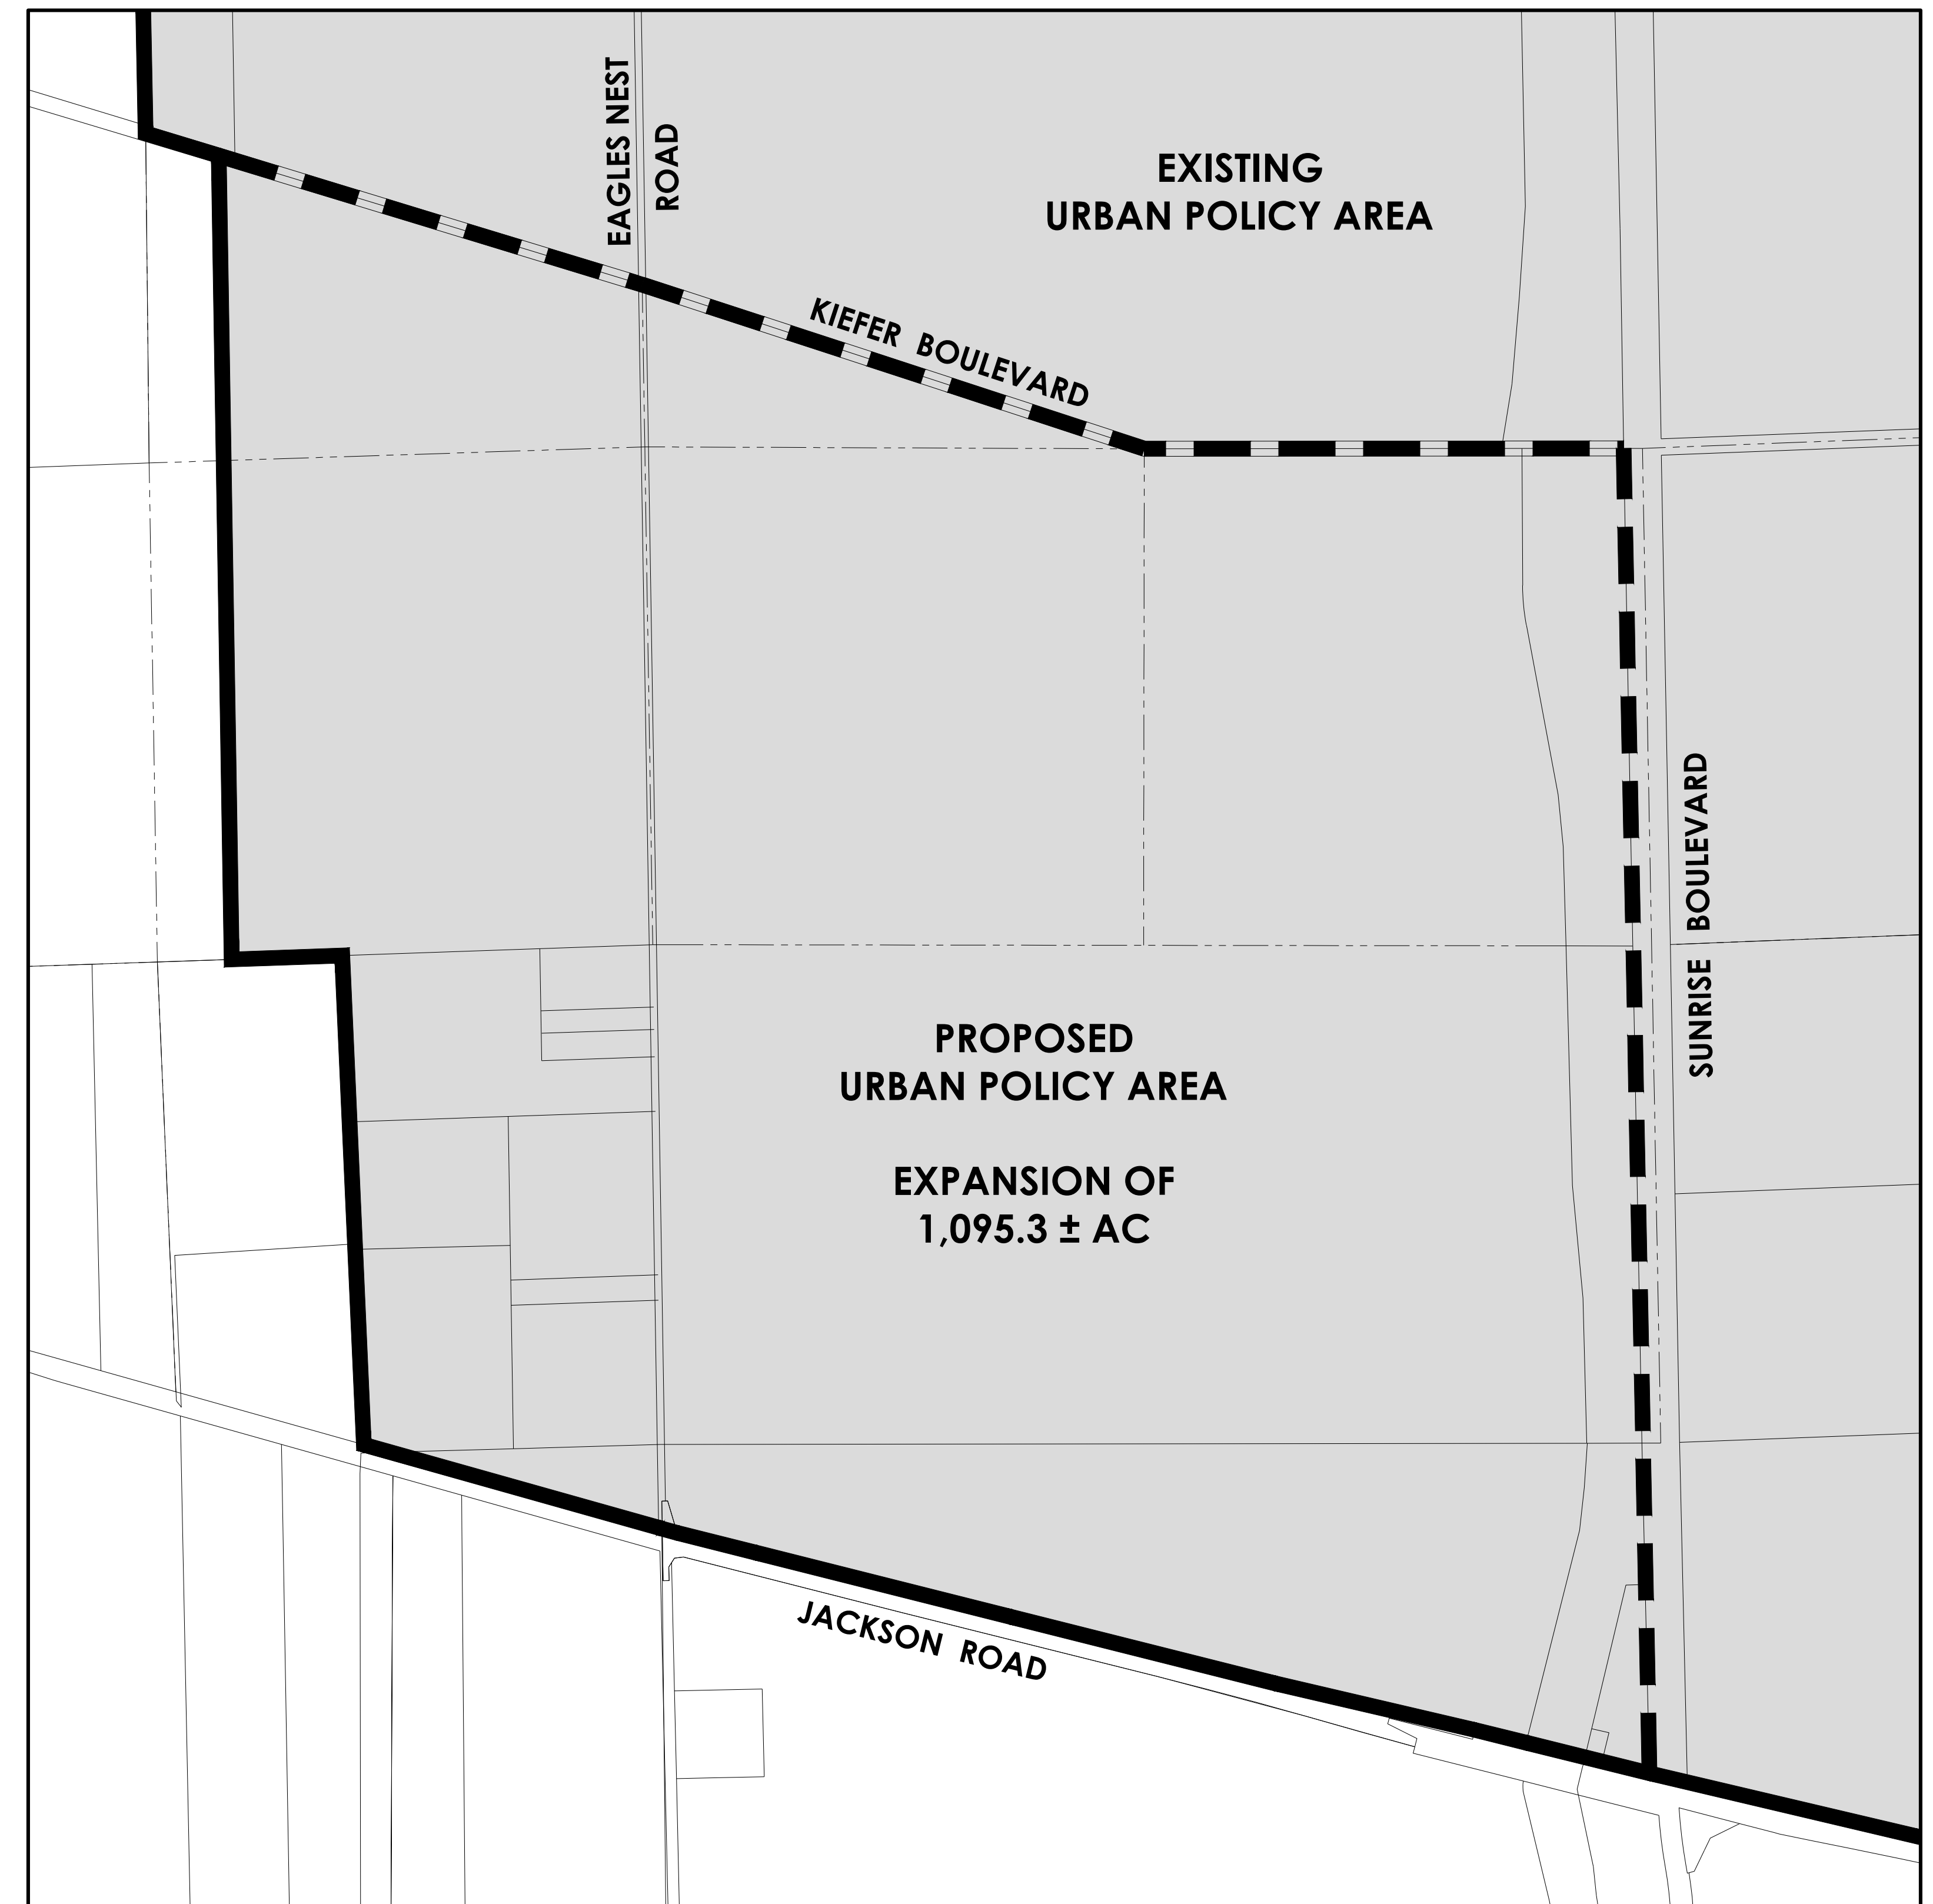 EAGLES NEST
ROAD
EXISTING
URBAN POLICY AREA
KIEFER BOULEVARD
SUNRISE BOULEVARD
PROPOSED
URBAN POLICY AREA
EXPANSION OF
1,095.3 ± AC
JACKSON ROAD